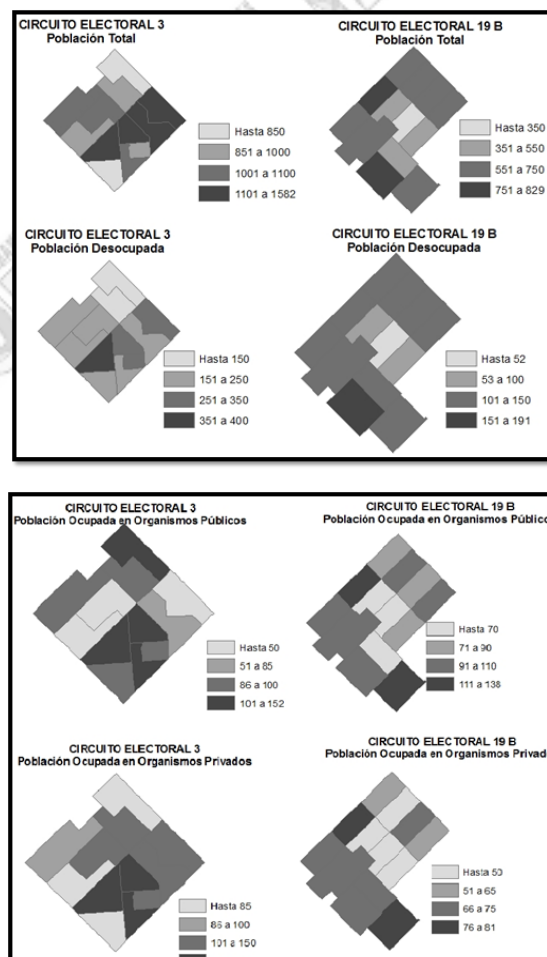 CIRCUITO ELECTORAL 3
Población Total
Hasta 850
851 a 1000
1001 a 1100
1101 a 1582
CIRCUITO ELECTORAL 19 B
Población Total
Hasta 350
351 a 550
551 a 750
751 a 829
CIRCUITO ELECTORAL 3
Población Desocupada
Hasta 150
151 a 250
251 a 350
351 a 400
CIRCUITO ELECTORAL 19 B
Población Desocupada
Hasta 52
53 a 100
101 a 150
151 a 191
CIRCUITO ELECTORAL 3
Población Ocupada en Organismos Públicos
Hasta 50
51 a 85
86 a 100
101 a 152
CIRCUITO ELECTORAL 19 B
Población Ocupada en Organismos Público
Hasta 70
71 a 90
91 a 110
111 a 138
CIRCUITO ELECTORAL 3
Población Ocupada en Organismos Privados
Hasta 85
86 a 100
101 a 150
CIRCUITO ELECTORAL 19 B
Población Ocupada en Organismos Privad
Hasta 50
51 a 65
66 a 75
76 a 81